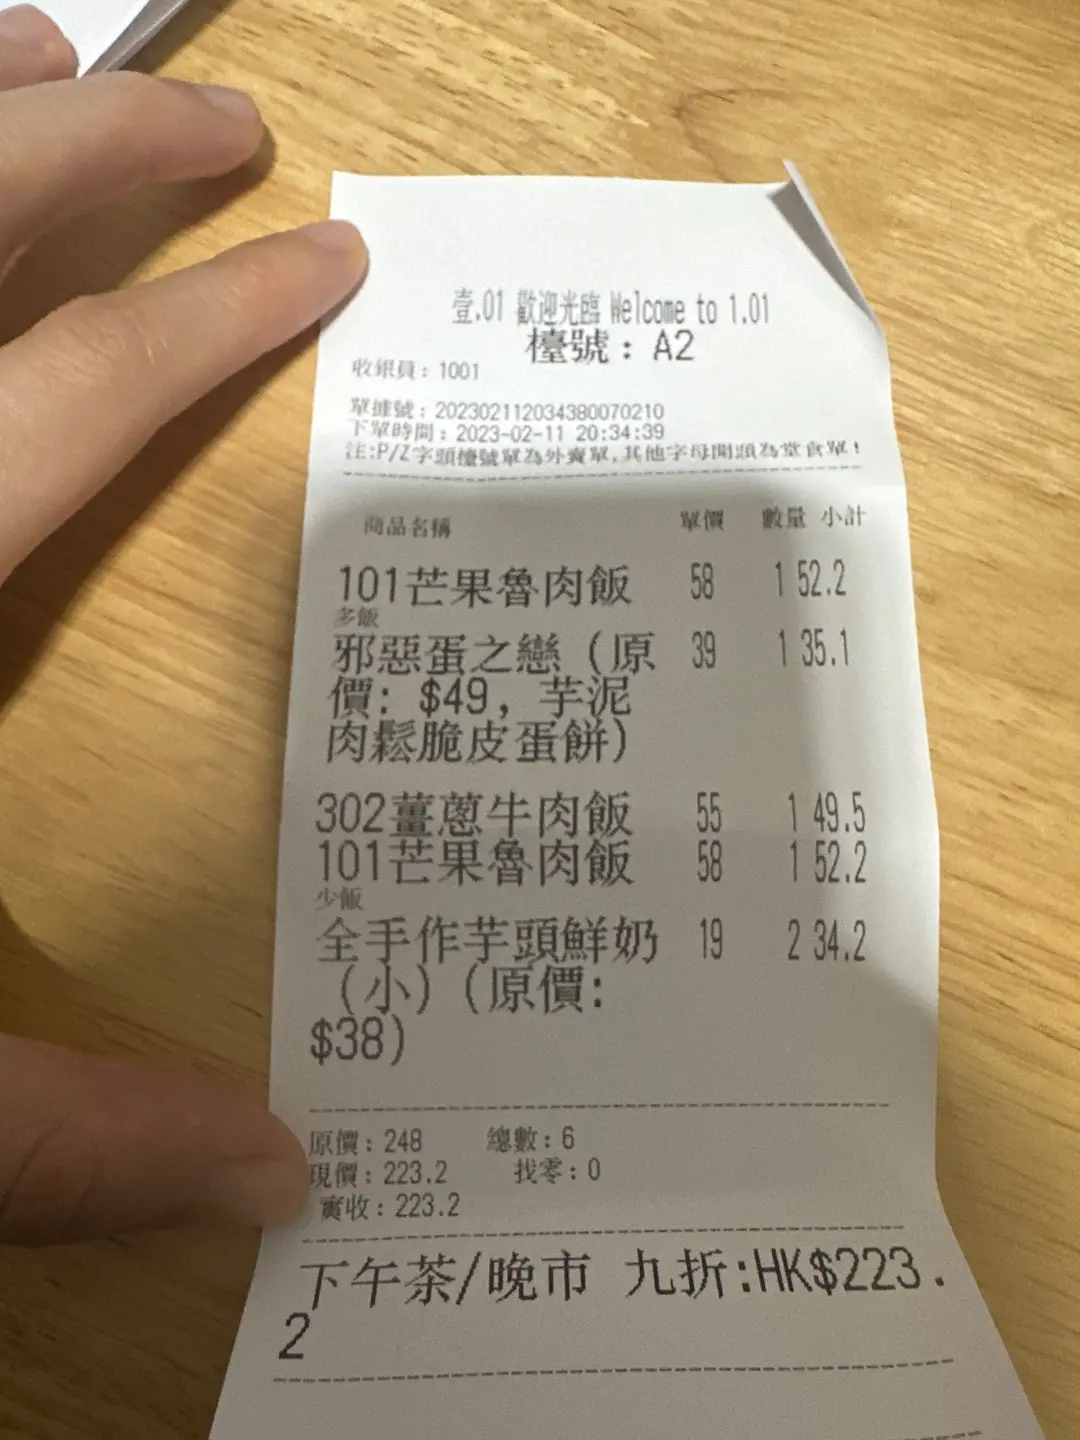 壹.01 歡迎光臨 Welcome to 1.01
檯號：A2
收銀員：1001
單據號：2023021120343800702​10
下單時間：2023-02-11 20:34:39
注:P/Z字頭檯號單為外賣單,其他字母開頭為堂食單!
商品名稱 單價 數量 小計
101芒果魯肉飯 58 1 52.2
多飯
邪惡蛋之戀（原 39 1 35.1
價: $49, 芋泥
肉鬆脆皮蛋餅）
302薑蔥牛肉飯 55 1 49.5
101芒果魯肉飯 58 1 52.2
少飯
全手作芋頭鮮奶 19 2 34.2
（小）（原價:
$38）
原價：248 總數：6
現價：223.2 找零：0
實收：223.2
下午茶/晚市 九折:HK$223.
2